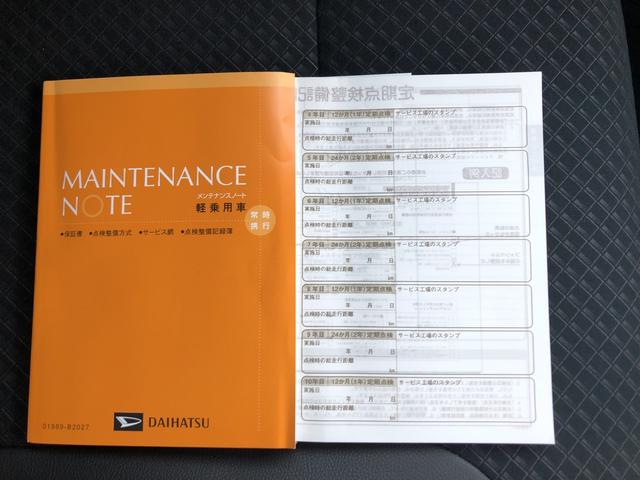 MAINTENANCE
NOTE
メンテナンスノート
軽乗用車
常時
携行
●保証書 ●点検整備方式 ●サービス網 ●点検整備記録簿
01999-B2027
DAIHATSU
定期点検整備記
4年目 12か月(1年)定期点検 サービス工場のスタンプ
実施日
年 月 日
点検時の総走行距離
km
5年目 24か月(2年)定期点検 サービス工場のスタンプ
実施日
年 月 日
点検時の総走行距離
km
記入例
6年目 12か月(1年)定期点検 サービス工場のスタンプ
実施日
年 月 日
点検時の総走行距離
km
7年目 24か月(2年)定期点検 サービス工場のスタンプ
実施日
年 月 日
点検時の総走行距離
km
8年目 12か月(1年)定期点検 サービス工場のスタンプ
実施日
年 月 日
点検時の総走行距離
km
9年目 24か月(2年)定期点検 サービス工場のスタンプ
実施日
年 月 日
点検時の総走行距離
km
10年目 12か月(1年)定期点検 サービス工場のスタンプ
実施日
年 月 日
点検時の総走行距離
km